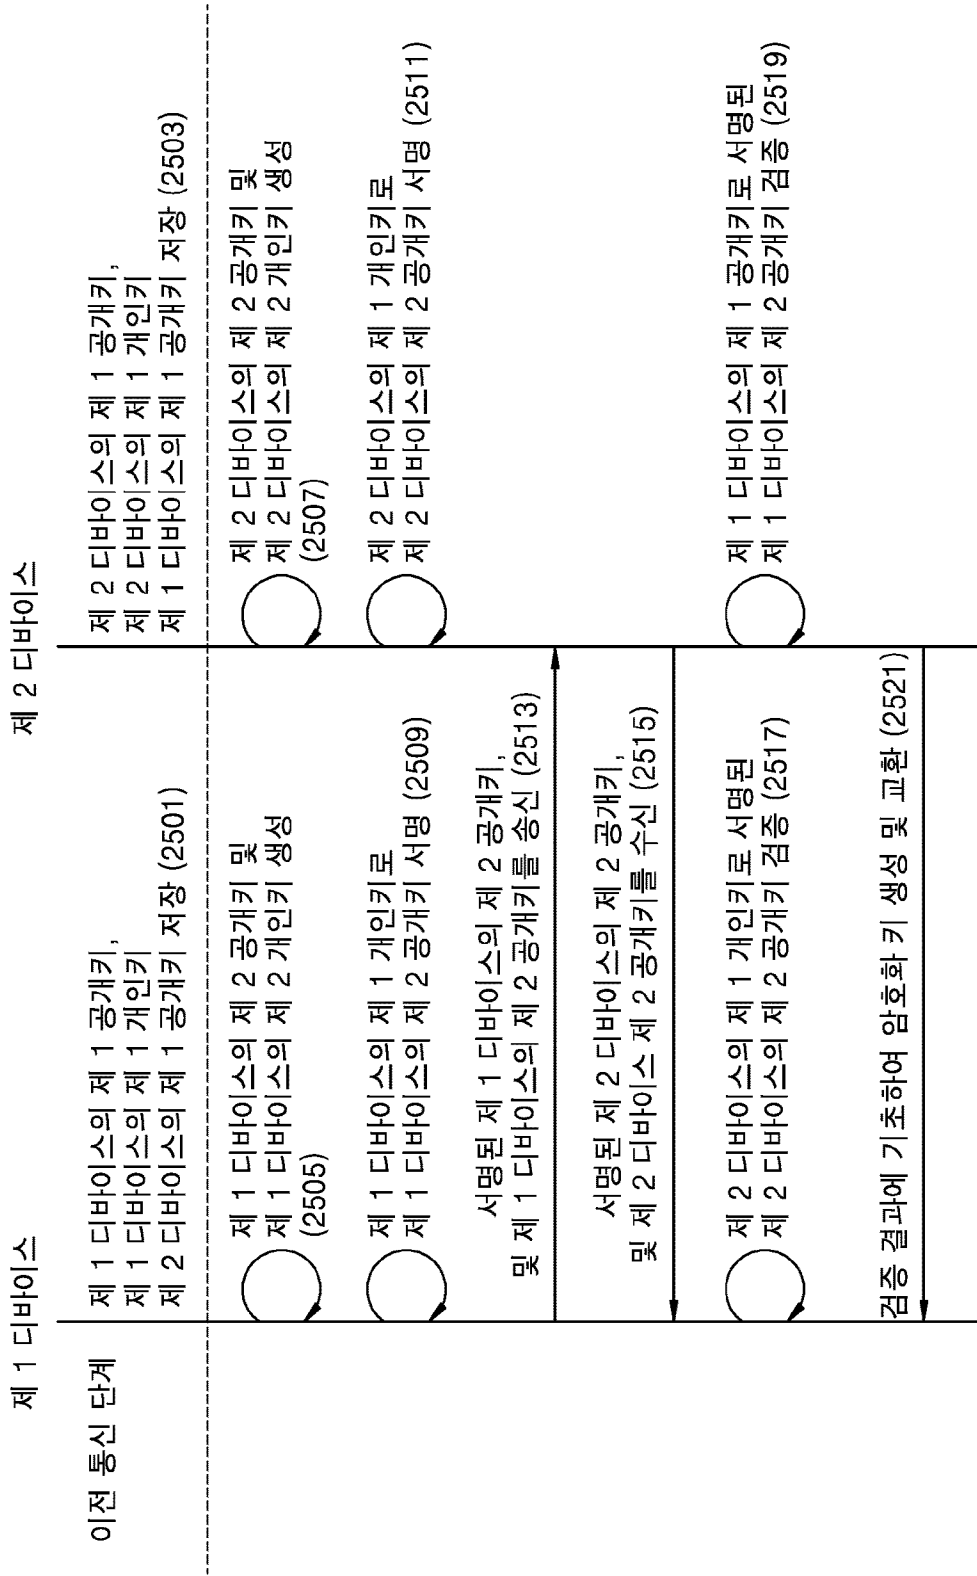 제 1 디바이스
제 2 디바이스
이전 통신 단계
제 1 디바이스의 제 1 공개키,
제 1 디바이스의 제 1 개인키
제 2 디바이스의 제 1 공개키 저장 (2501)
제 2 디바이스의 제 1 공개키,
제 2 디바이스의 제 1 개인키
제 1 디바이스의 제 1 공개키 저장 (2503)
제 1 디바이스의 제 2 공개키 및
제 1 디바이스의 제 2 개인키 생성
(2505)
제 2 디바이스의 제 2 공개키 및
제 2 디바이스의 제 2 개인키 생성
(2507)
제 1 디바이스의 제 1 개인키로
제 1 디바이스의 제 2 공개키 서명 (2509)
제 2 디바이스의 제 1 개인키로
제 2 디바이스의 제 2 공개키 서명 (2511)
서명된 제 1 디바이스의 제 2 공개키,
및 제 1 디바이스의 제 2 공개키를 송신 (2513)
서명된 제 2 디바이스의 제 2 공개키,
및 제 2 디바이스 제 2 공개키를 수신 (2515)
제 2 디바이스의 제 1 개인키로 서명된
제 2 디바이스의 제 2 공개키 검증 (2517)
제 1 디바이스의 제 1 공개키로 서명된
제 1 디바이스의 제 2 공개키 검증 (2519)
검증 결과에 기초하여 암호화 키 생성 및 교환 (2521)